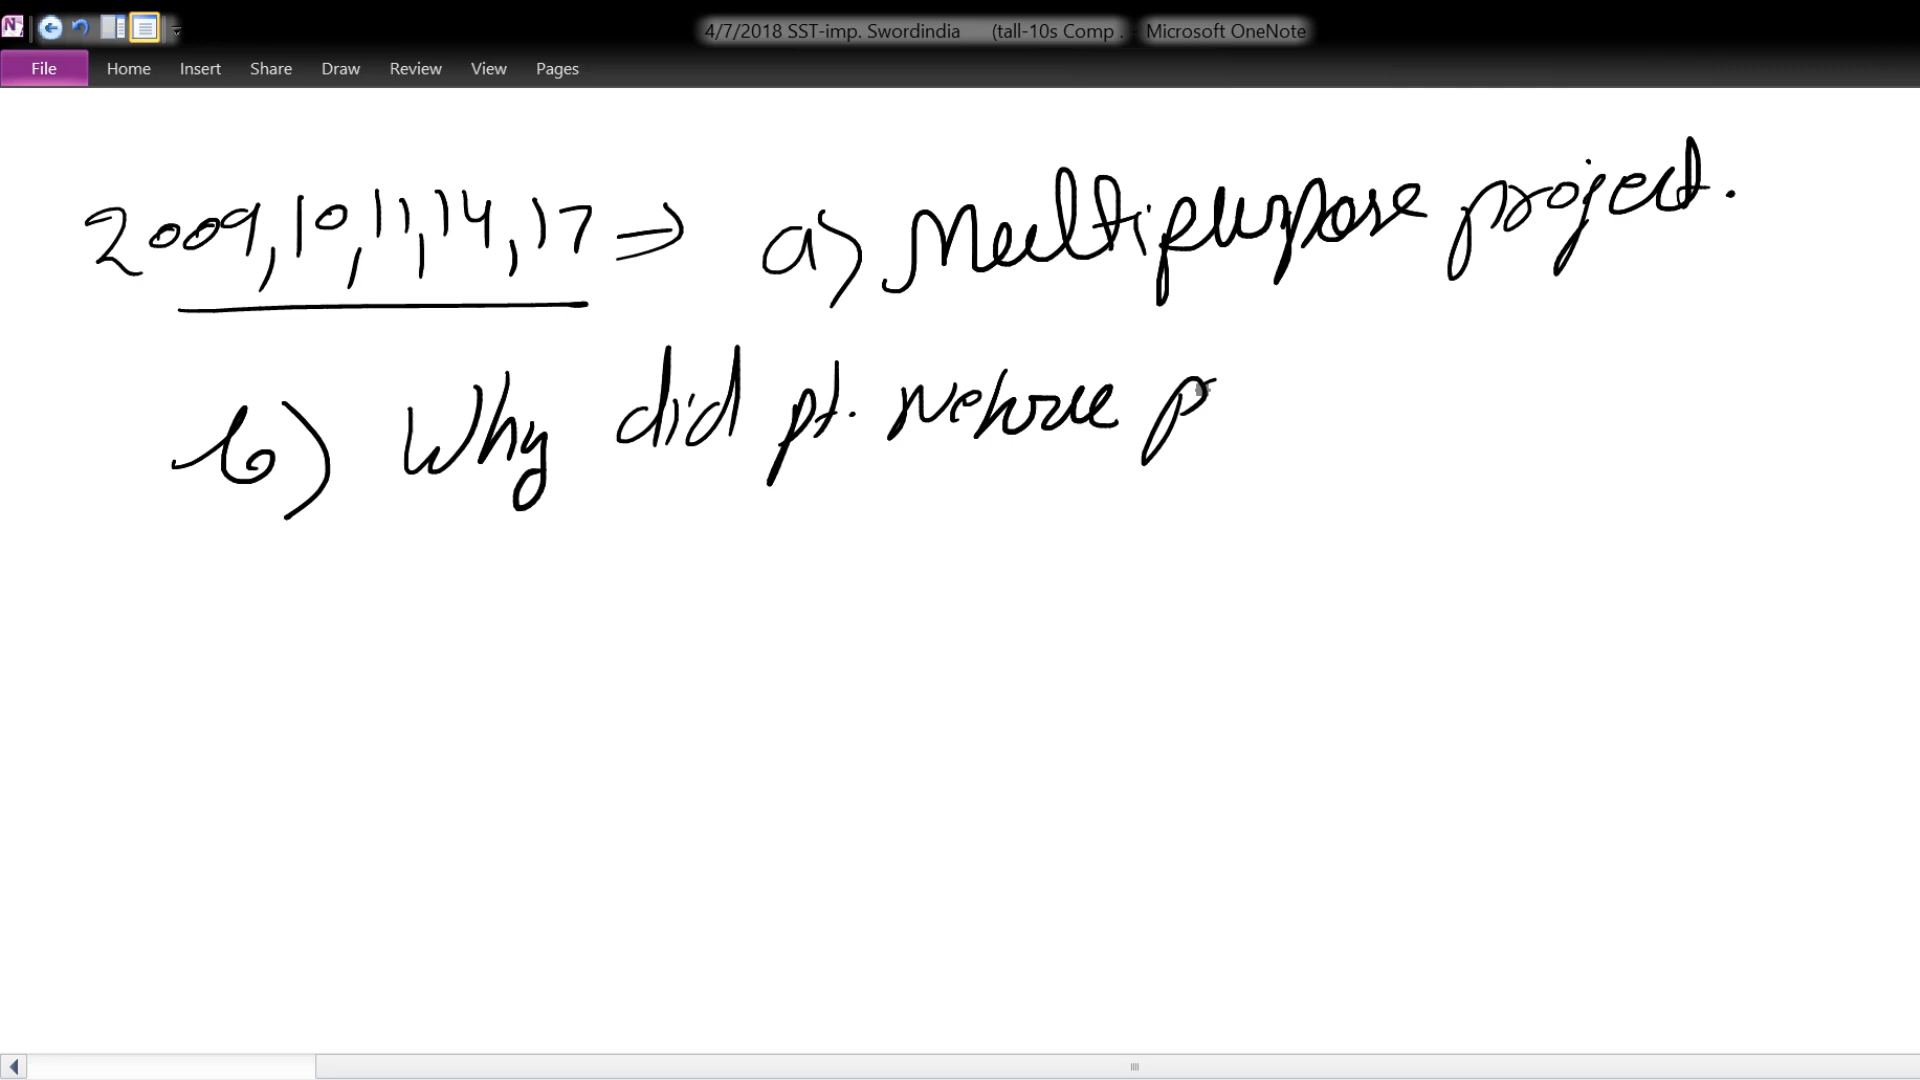 4/7/2018 SST-imp. Swordindia (tall-10s Comp . - Microsoft OneNote
File Home Insert Share Draw Review View Pages
2009,10,11,14,17 ⇒ a) Multipurpose project.
b) Why did pt. Nehrue p